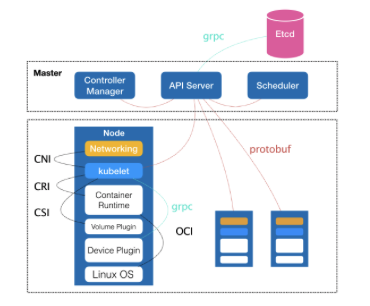 grpc
Etcd
Master
Controller
Manager
API Server
Scheduler
Node
Networking
CNI
kubelet
protobuf
CRI
Container
Runtime
CSI
grpc
Volume Plugin
OCI
Device Plugin
Linux OS